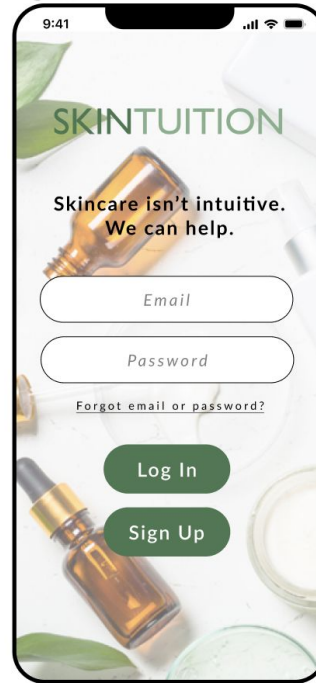 9:41
SKINTUITION
Skincare isn't intuitive.
We can help.
Email
Password
Forgot email or password?
Log In
Sign Up